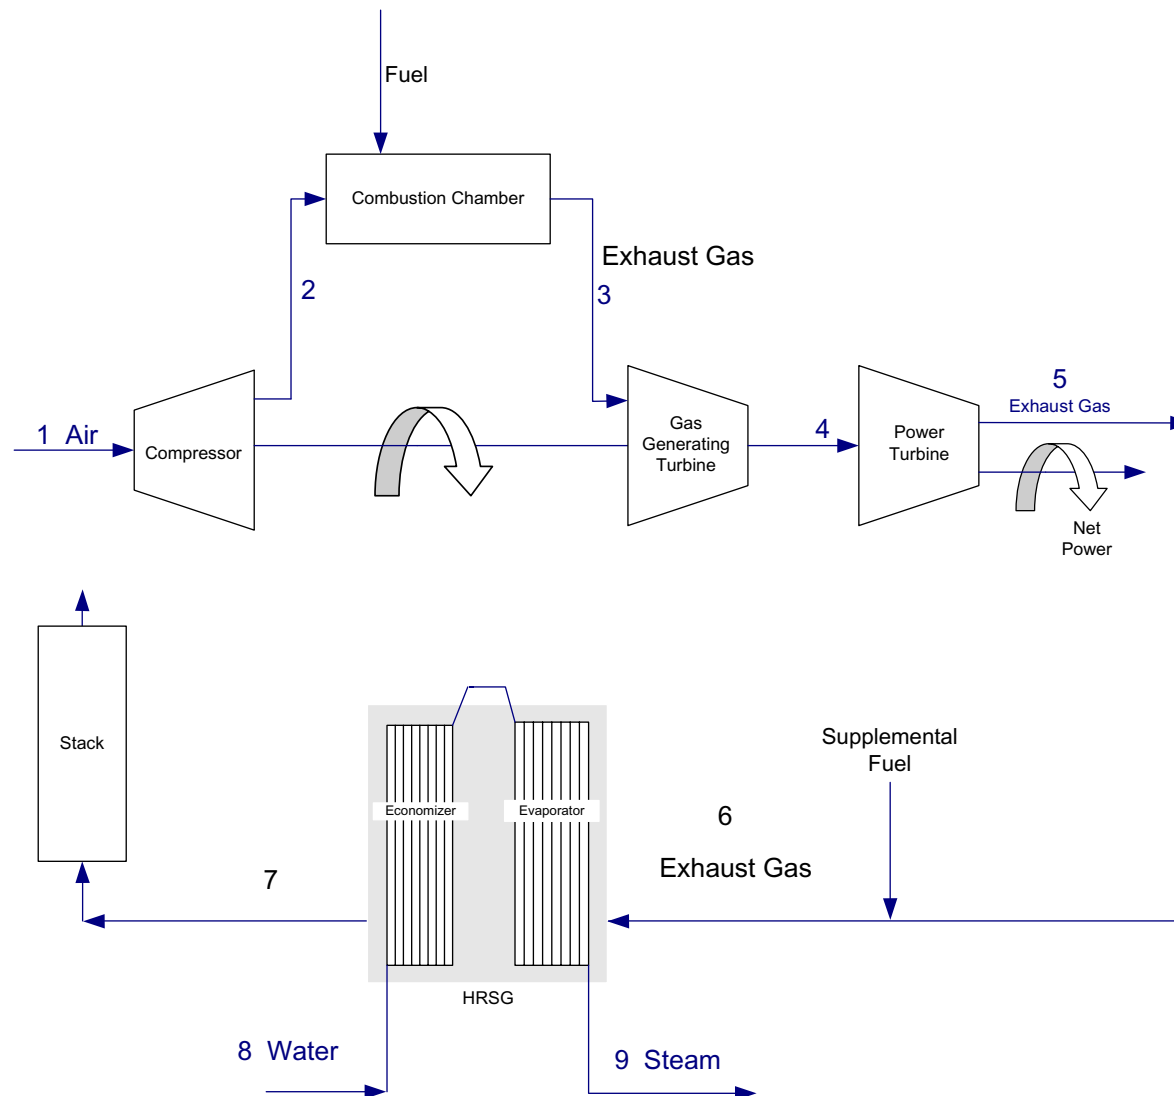 Fuel
Combustion Chamber
Exhaust Gas
2
3
5
Exhaust Gas
1 Air
Compressor
Gas
Generating
Turbine
4
Power
Turbine
Net
Power
Stack
Supplemental
Fuel
Economizer
Evaporator
6
Exhaust Gas
7
HRSG
8 Water
9 Steam